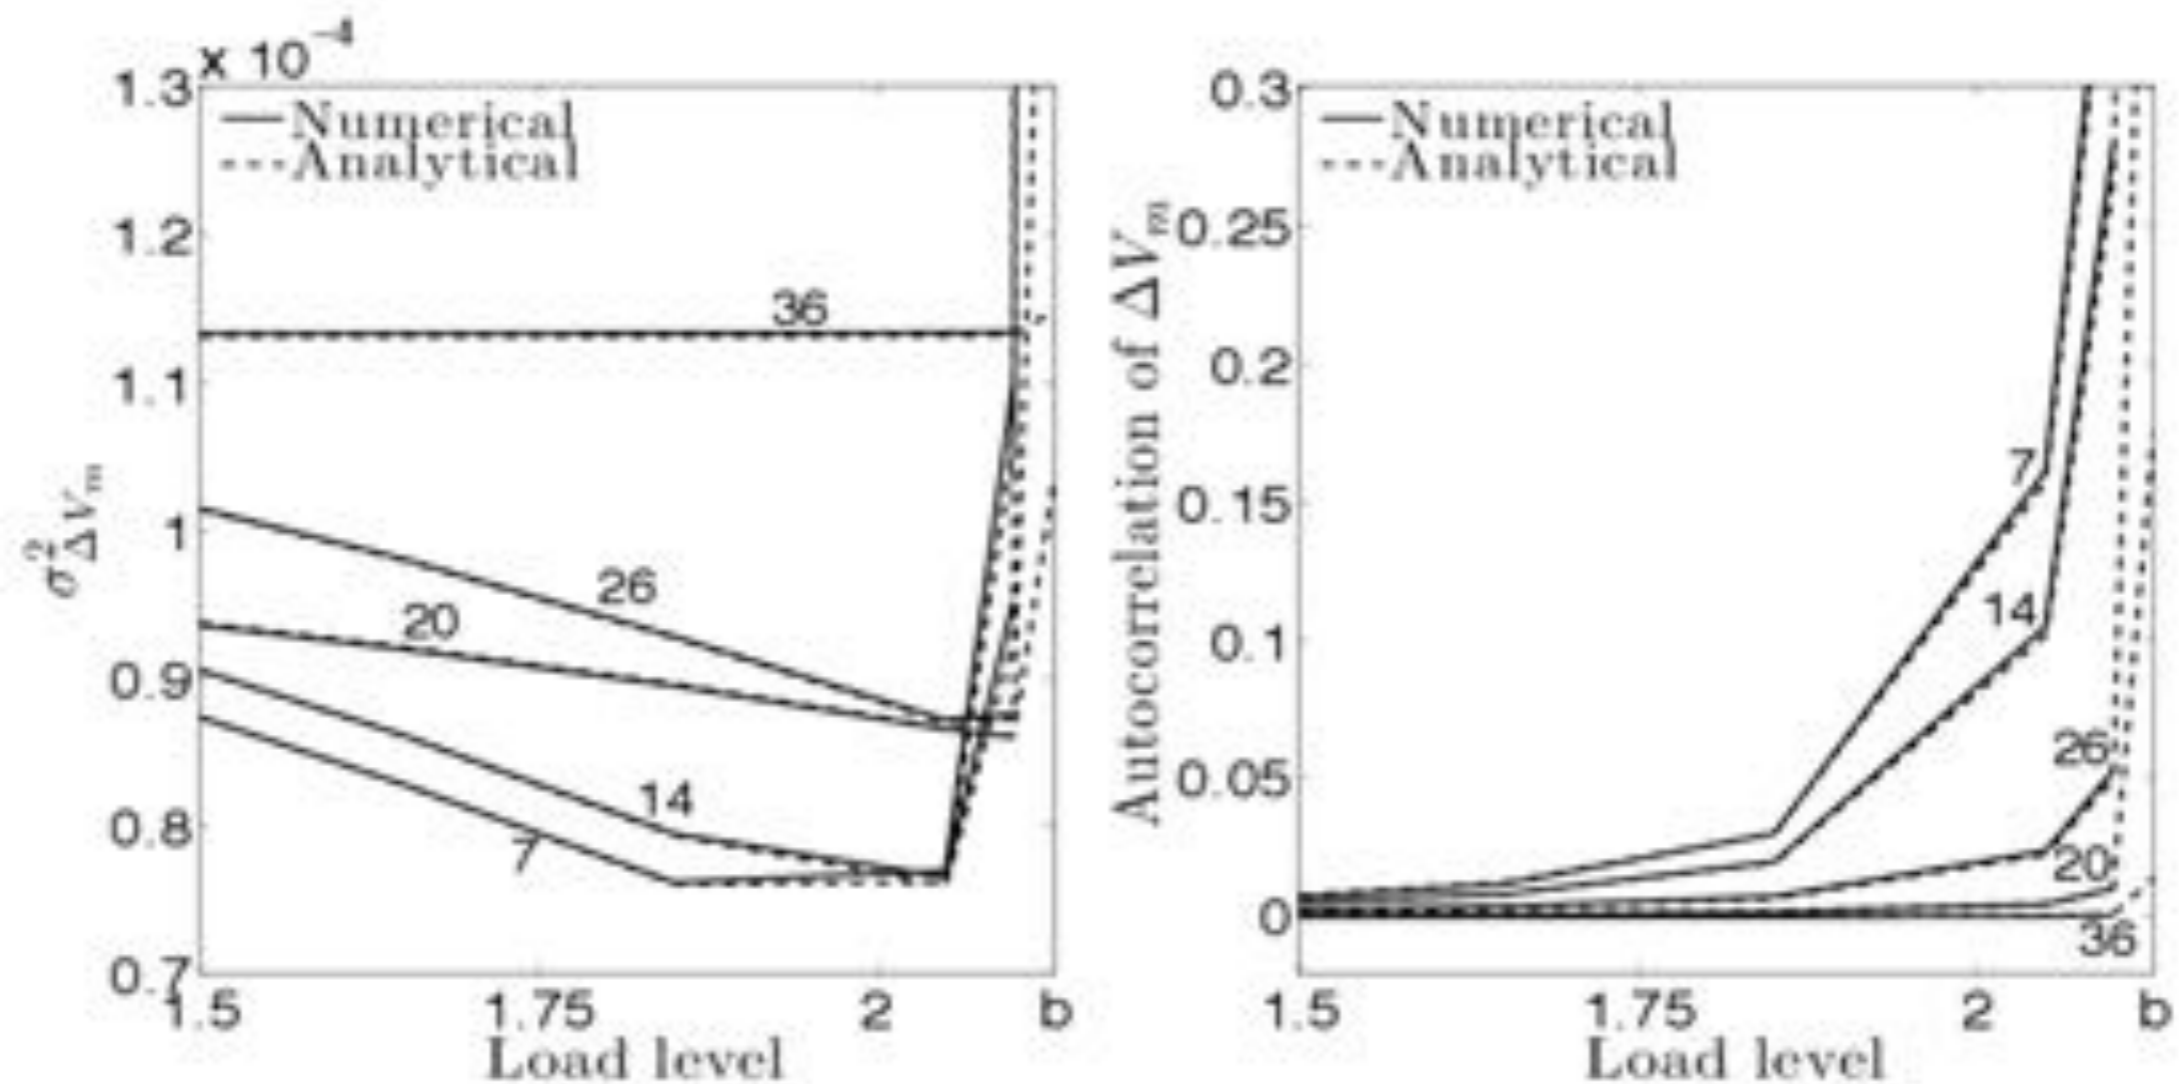 x 10⁻⁴
1.3
1.2
1.1
1
0.9
0.8
0.7
σ²ΔVm
Numerical
Analytical
36
26
20
14
7
1.5 1.75 2 b
Load level
0.3
0.25
0.2
0.15
0.1
0.05
0
Autocorrelation of ΔVm
Numerical
Analytical
7
14
26
20
36
1.5 1.75 2 b
Load level